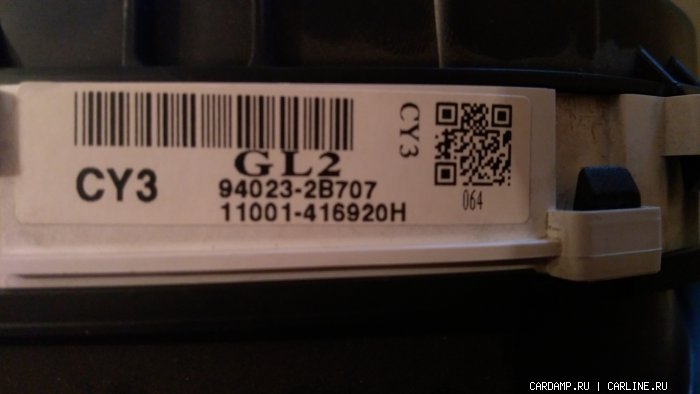 GL2
CY3
CY3
94023-2B707
11001-416920H
064
CARDAMP.RU | CARLINE.RU